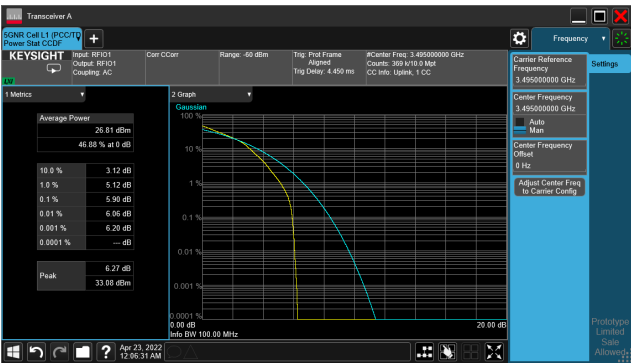 Transceiver A
5GNR Cell L1 (PCC/TD
Power Stat CCDF
Frequency
KEYSIGHT
Input: RFIO1
Output: RFIO1
Coupling: AC
Corr CCorr
Range: -60 dBm
Trig: Prot Frame
Aligned
Trig Delay: 4.450 ms
#Center Freq: 3.495000000 GHz
Counts: 369 k/10.0 Mpt
CC Info: Uplink, 1 CC
1 Metrics
Average Power
26.81 dBm
46.88 % at 0 dB
10.0 % 3.12 dB
1.0 % 5.12 dB
0.1 % 5.90 dB
0.01 % 6.06 dB
0.001 % 6.20 dB
0.0001 % --- dB
Peak
6.27 dB
33.08 dBm
2 Graph
Gaussian
100 %
10 %
1 %
0.1 %
0.01 %
0.001 %
0.0001 %
0.00 dB
20.00 dB
Info BW 100.00 MHz
Carrier Reference
Frequency
3.495000000 GHz
Center Frequency
3.495000000 GHz
Auto
Man
Center Frequency
Offset
0 Hz
Adjust Center Freq
to Carrier Config
Settings
Prototype
Limited
Sale
Allowed
Apr 23, 2022
12:06:31 AM